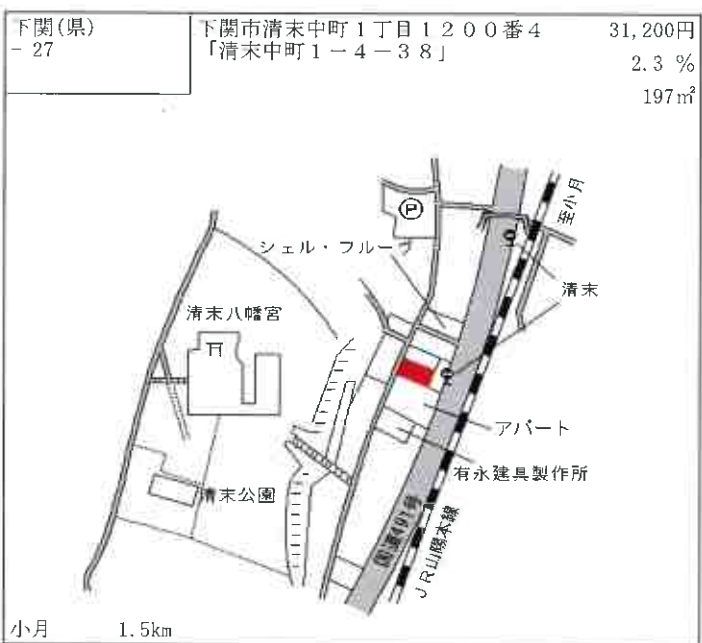 下関(県)
－27
下関市清末中町１丁目１２００番４
「清末中町１－４－３８」
31,200円
2.3 %
197㎡
Ⓟ
至小月
シェル・フルーヴ
清末
清末八幡宮
アパート
有永建具製作所
清末公園
国道491号
ＪＲ山陽本線
小月 1.5km